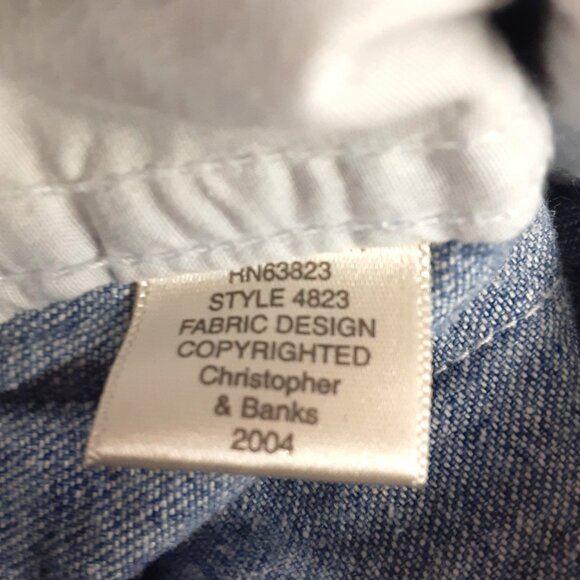 RN63823
STYLE 4823
FABRIC DESIGN
COPYRIGHTED
Christopher
& Banks
2004